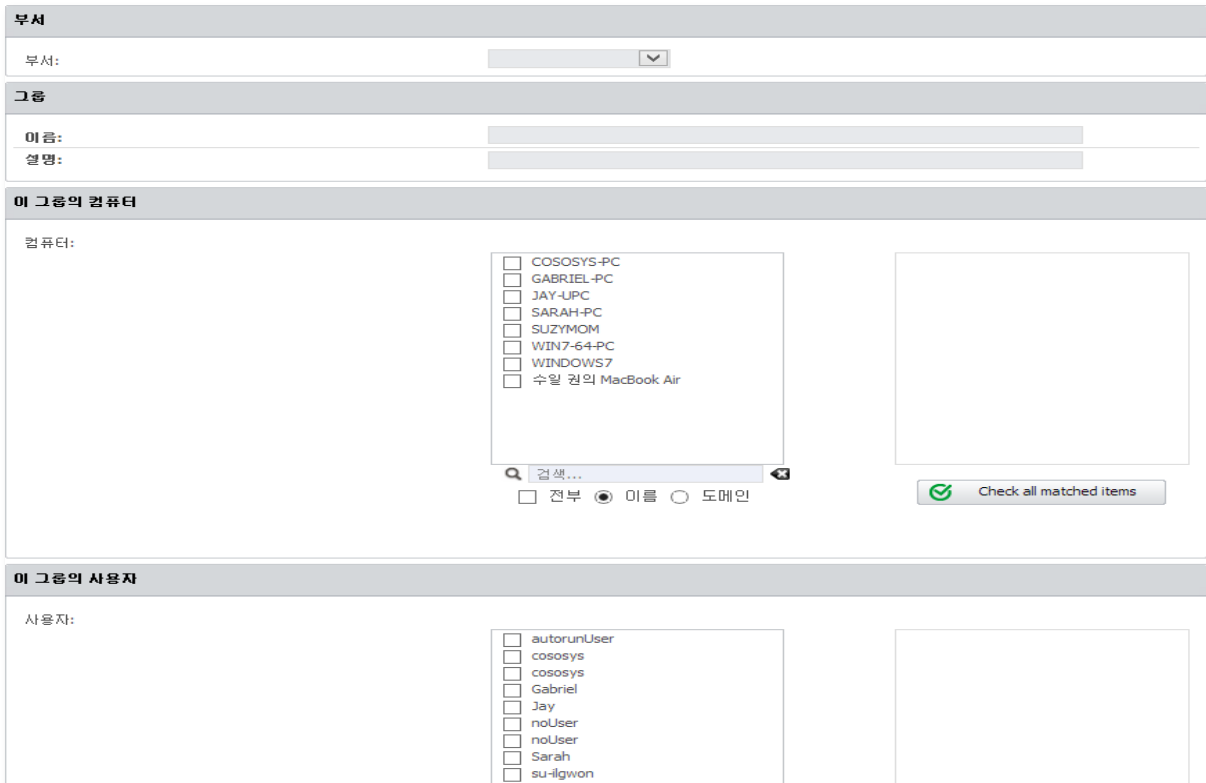 부서
부서:
그룹
이름:
설명:
이 그룹의 컴퓨터
컴퓨터:
COSOSYS-PC
GABRIEL-PC
JAY-UPC
SARAH-PC
SUZYMOM
WIN7-64-PC
WINDOWS7
수일 권의 MacBook Air
검색...
전부 이름 도메인
Check all matched items
이 그룹의 사용자
사용자:
autorunUser
cososys
cososys
Gabriel
Jay
noUser
noUser
Sarah
su-ilgwon